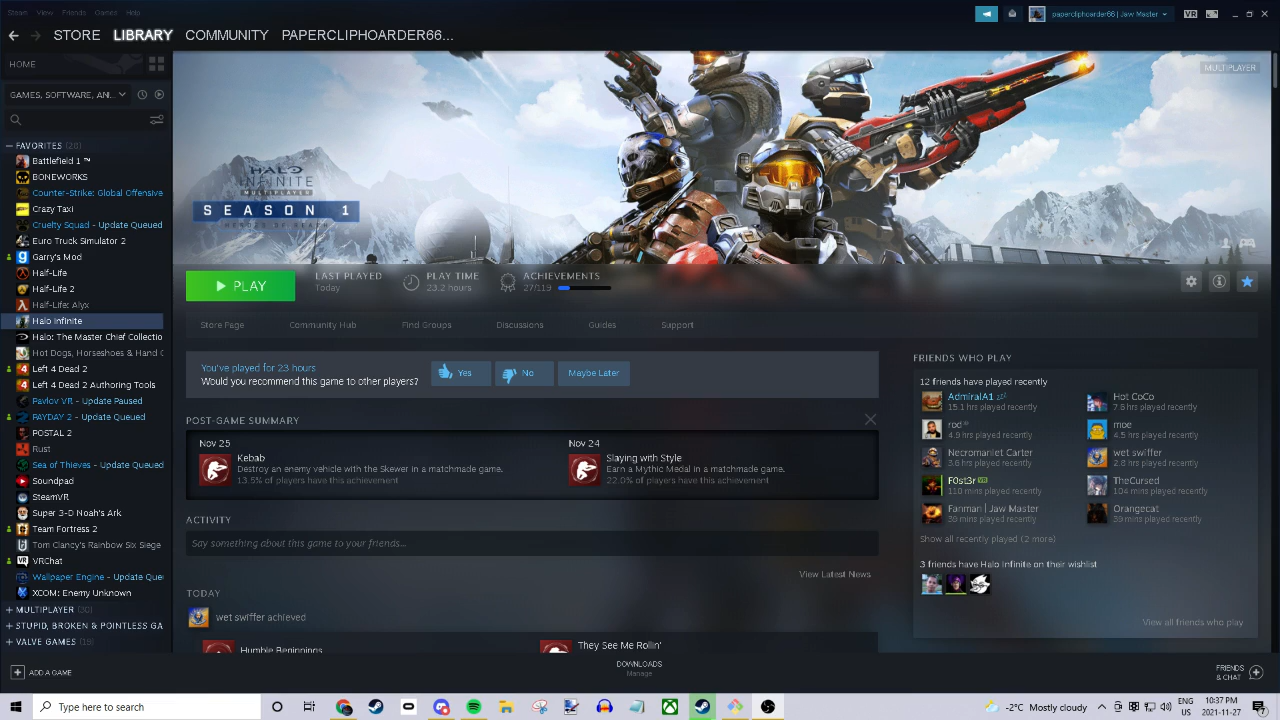 Steam View Friends Games Help
papercliphoarder66 | Jaw Master
VR
STORE LIBRARY COMMUNITY PAPERCLIPHOARDER66...
HOME
GAMES, SOFTWARE, AN...
FAVORITES (28)
Battlefield 1 ™
BONEWORKS
Counter-Strike: Global Offensive
Crazy Taxi
Cruelty Squad - Update Queued
Euro Truck Simulator 2
Garry's Mod
Half-Life
Half-Life 2
Half-Life: Alyx
Halo Infinite
Halo: The Master Chief Collectio
Hot Dogs, Horseshoes & Hand G
Left 4 Dead 2
Left 4 Dead 2 Authoring Tools
Pavlov VR - Update Paused
PAYDAY 2 - Update Queued
POSTAL 2
Rust
Sea of Thieves - Update Queued
Soundpad
SteamVR
Super 3-D Noah's Ark
Team Fortress 2
Tom Clancy's Rainbow Six Siege
VRChat
Wallpaper Engine - Update Que
XCOM: Enemy Unknown
MULTIPLAYER (30)
STUPID, BROKEN & POINTLESS GA
VALVE GAMES (19)
ADD A GAME
MULTIPLAYER
HALO
INFINITE
MULTIPLAYER
SEASON 1
HEROES OF REACH
PLAY
LAST PLAYED
Today
PLAY TIME
23.2 hours
ACHIEVEMENTS
27/119
Store Page Community Hub Find Groups Discussions Guides Support
You've played for 23 hours
Would you recommend this game to other players?
Yes No Maybe Later
POST-GAME SUMMARY
Nov 25
Kebab
Destroy an enemy vehicle with the Skewer in a matchmade game.
13.5% of players have this achievement
Nov 24
Slaying with Style
Earn a Mythic Medal in a matchmade game.
22.0% of players have this achievement
ACTIVITY
Say something about this game to your friends...
View Latest News
TODAY
wet swiffer achieved
Humble Beginnings
They See Me Rollin'
FRIENDS WHO PLAY
12 friends have played recently
AdmiralA1 zzz
15.1 hrs played recently
Hot CoCo
7.6 hrs played recently
rod
4.9 hrs played recently
moe
4.5 hrs played recently
Necromancer Carter
3.6 hrs played recently
wet swiffer
2.8 hrs played recently
F0st3r VR
110 mins played recently
TheCursed
104 mins played recently
Fanman | Jaw Master
Orangecat
39 mins played recently
Show all recently played (2 more)
3 friends have Halo Infinite on their wishlist
View all friends who play
DOWNLOADS
Manage
FRIENDS
& CHAT
Type here to search
-2°C Mostly cloudy
ENG
US
10:37 PM
2021-11-27